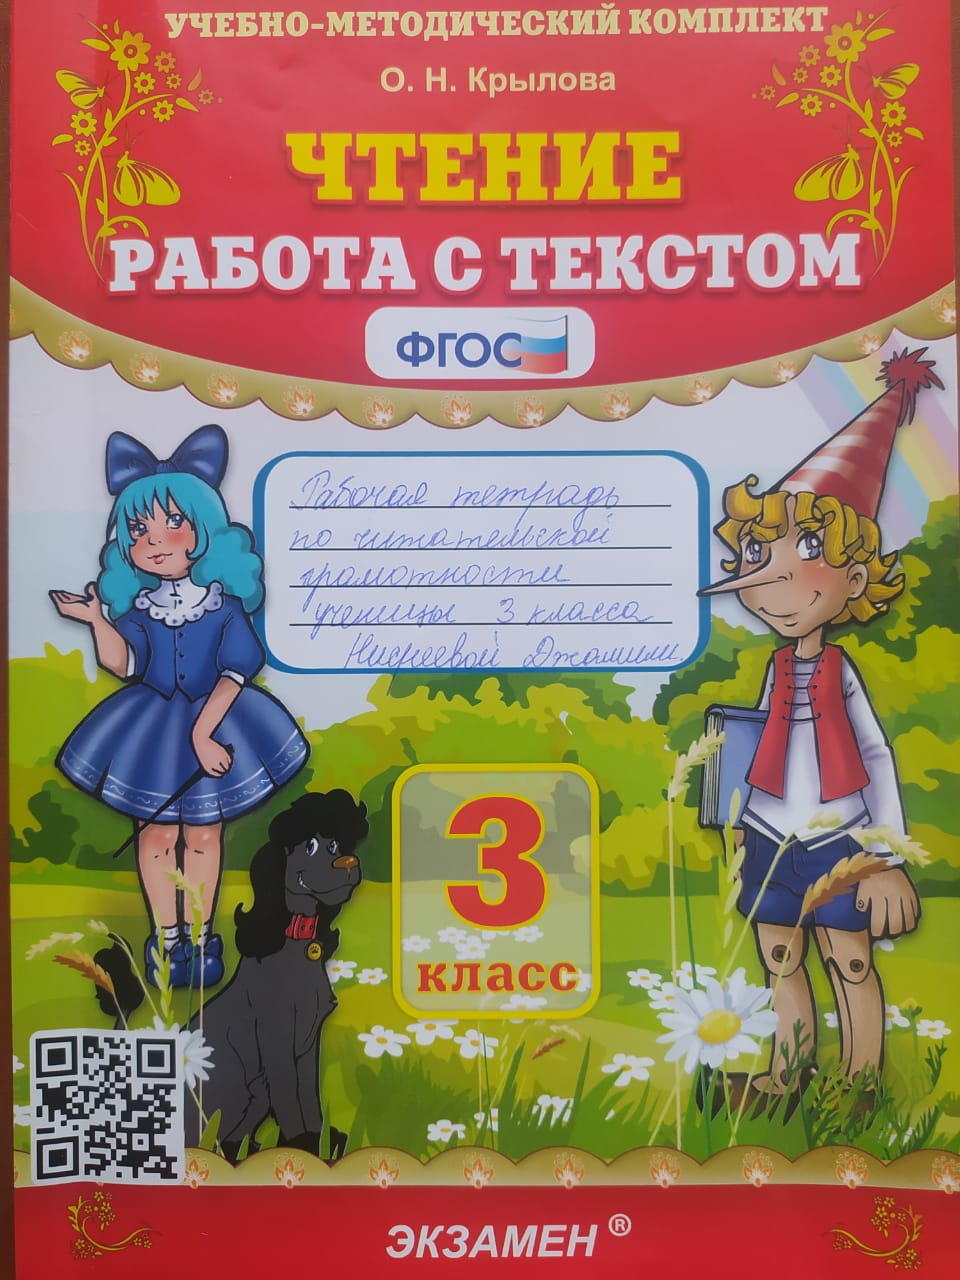 УЧЕБНО-МЕТОДИЧЕСКИЙ КОМПЛЕКТ
О. Н. Крылова
ЧТЕНИЕ
РАБОТА С ТЕКСТОМ
ФГОС
Рабочая тетрадь
по читательской
грамотности
ученицы 3 класса
Джамили.
3
класс
ЭКЗАМЕН ®